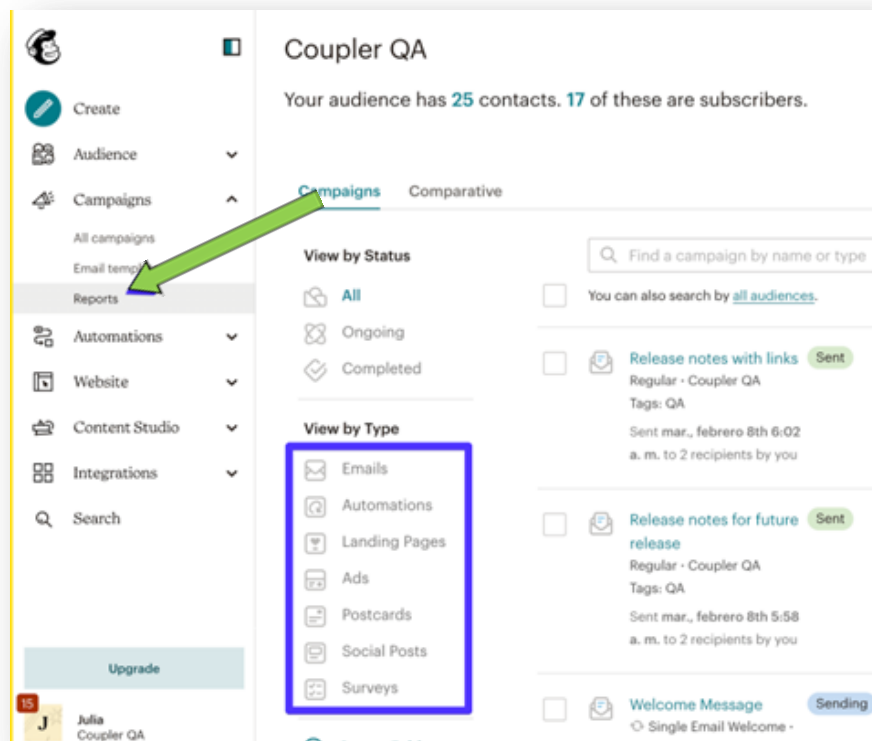 Create
Audience
Campaigns
All campaigns
Email
Reports
Automations
Website
Content Studio
Integrations
Search
Upgrade
15
J
Julia
Coupler QA
Coupler QA
Your audience has 25 contacts. 17 of these are subscribers.
Campaigns Comparative
View by Status
All
Ongoing
Completed
View by Type
Emails
Automations
Landing Pages
Ads
Postcards
Social Posts
Surveys
Find a campaign by name or type
You can also search by all audiences.
Release notes with links Sent
Regular · Coupler QA
Tags: QA
Sent mar., febrero 8th 6:02
a. m. to 2 recipients by you
Release notes for future Sent
release
Regular · Coupler QA
Tags: QA
Sent mar., febrero 8th 5:58
a. m. to 2 recipients by you
Welcome Message Sending
Single Email Welcome ·